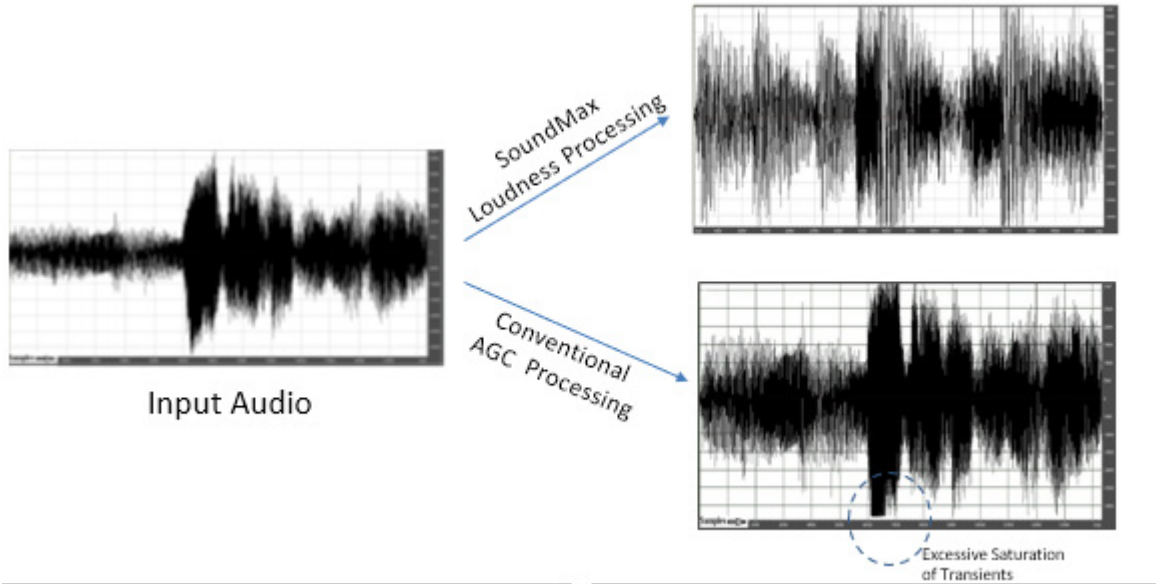 SoundMax
Loudness Processing
Input Audio
Conventional
AGC Processing
Excessive Saturation
of Transients